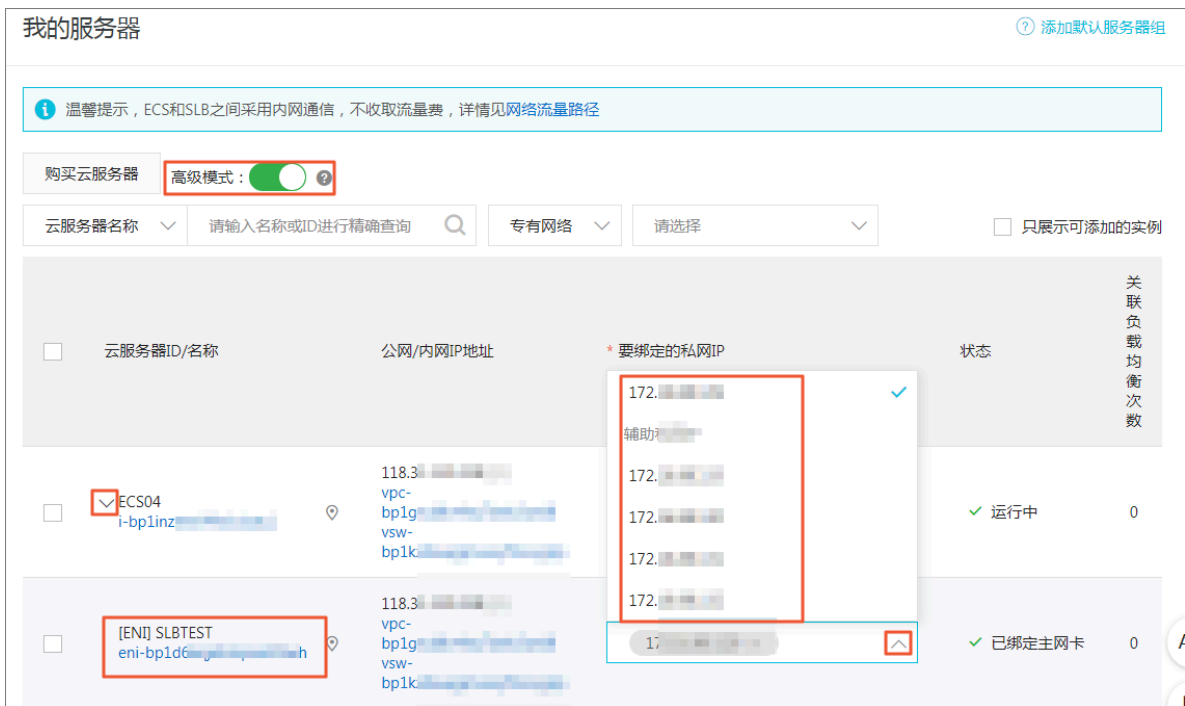 我的服务器
添加默认服务器组
温馨提示，ECS和SLB之间采用内网通信，不收取流量费，详情见网络流量路径
购买云服务器 高级模式：
云服务器名称 请输入名称或ID进行精确查询 专有网络 请选择 只展示可添加的实例
云服务器ID/名称 公网/内网IP地址 * 要绑定的私网IP 状态 关联负载均衡次数
172.
辅助
172.
172.
172.
172.
ECS04
i-bp1inz
118.3
vpc-
bp1g
vsw-
bp1k
运行中 0
[ENI] SLBTEST
eni-bp1d6
118.3
vpc-
bp1g
vsw-
bp1k
17
已绑定主网卡 0